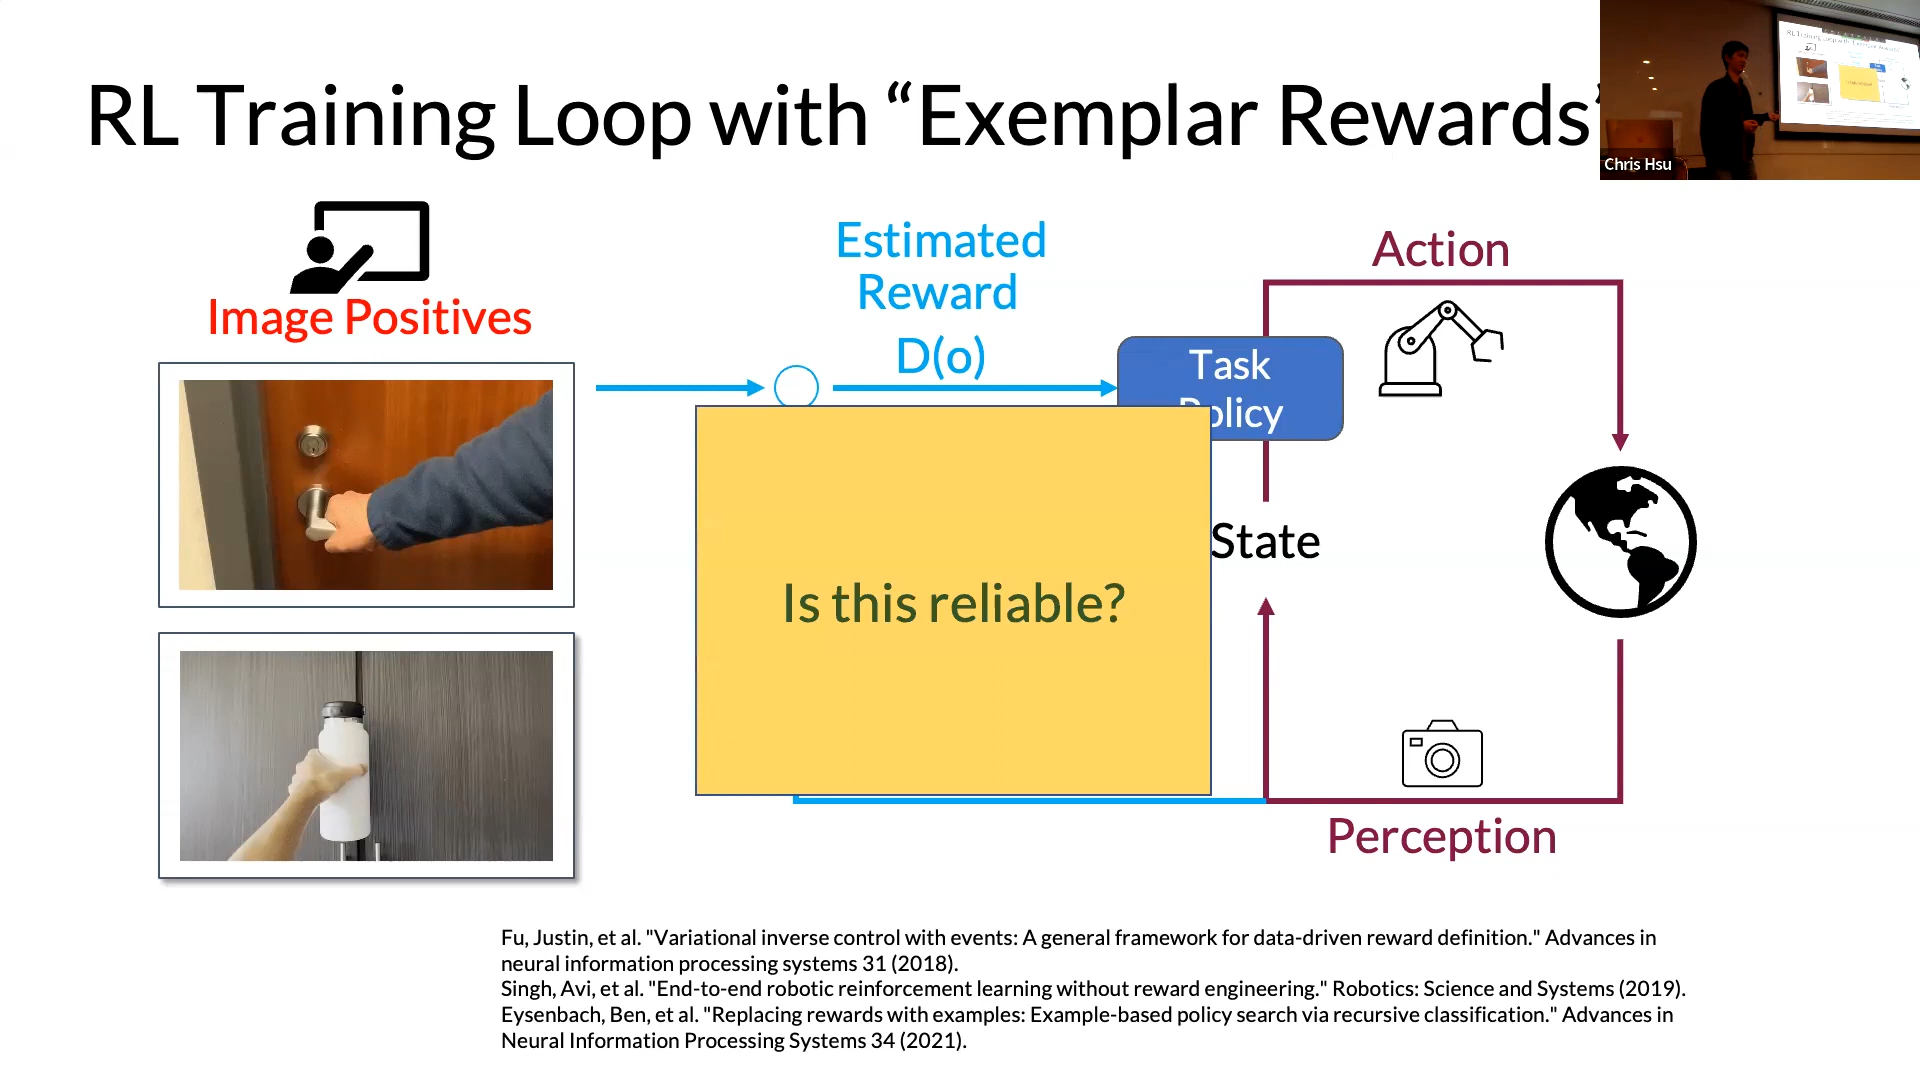 RL Training Loop with “Exemplar Rewards”
Chris Hsu
Image Positives
Estimated
Reward
D(o)
Action
Task
Policy
State
Is this reliable?
Perception
Fu, Justin, et al. "Variational inverse control with events: A general framework for data-driven reward definition." Advances in
neural information processing systems 31 (2018).
Singh, Avi, et al. "End-to-end robotic reinforcement learning without reward engineering." Robotics: Science and Systems (2019).
Eysenbach, Ben, et al. "Replacing rewards with examples: Example-based policy search via recursive classification." Advances in
Neural Information Processing Systems 34 (2021).